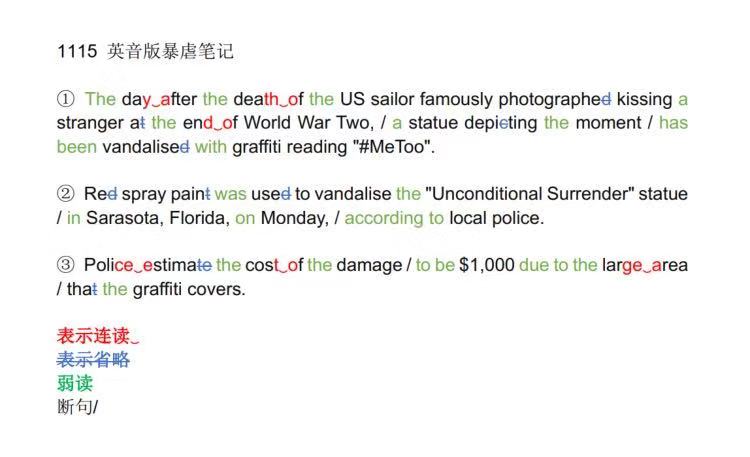 1115 英音版暴虐笔记
① The day‿after the death‿of the US sailor famously photographed kissing a
stranger at the end‿of World War Two, / a statue depicting the moment / has
been vandalised with graffiti reading "#MeToo".
② Red spray paint was used to vandalise the "Unconditional Surrender" statue
/ in Sarasota, Florida, on Monday, / according to local police.
③ Police‿estimate the cost‿of the damage / to be $1,000 due to the large‿area
/ that the graffiti covers.
表示连读‿
表示省略
弱读
断句/